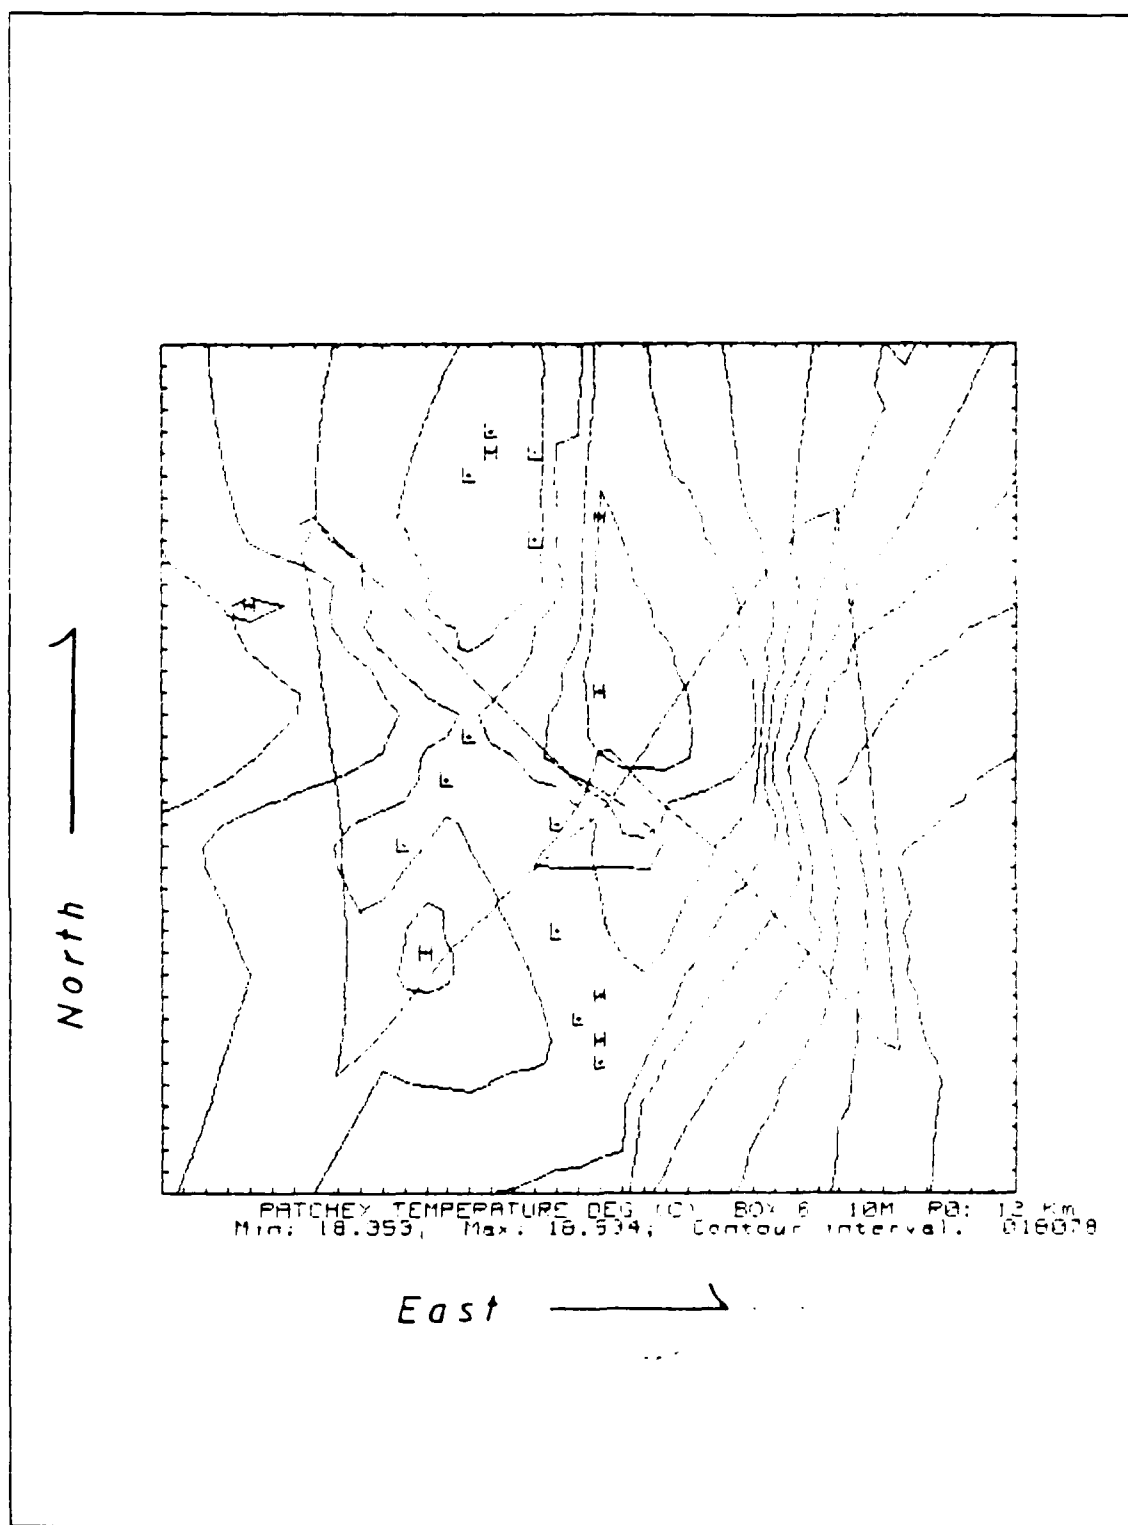 H
H
H
H
H
H
H
North
PATCHEY TEMPERATURE DEG (C) BOX 6 10M R0: 12 Km
Min: 18.353, Max: 18.534, Contour interval. 016078
East